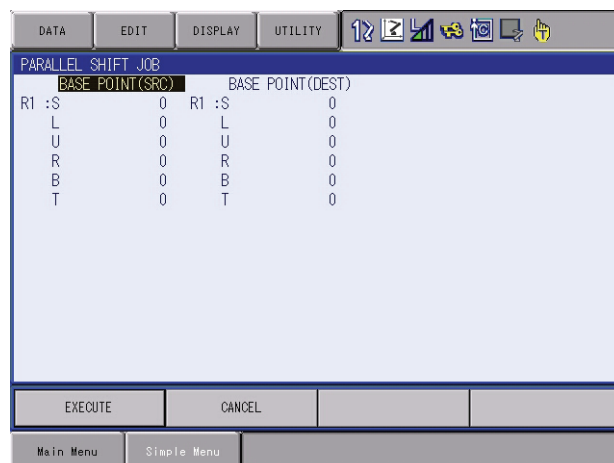 DATA EDIT DISPLAY UTILITY
PARALLEL SHIFT JOB
BASE POINT(SRC) BASE POINT(DEST)
R1 :S 0 R1 :S 0
L 0 L 0
U 0 U 0
R 0 R 0
B 0 B 0
T 0 T 0
EXECUTE CANCEL
Main Menu Simple Menu